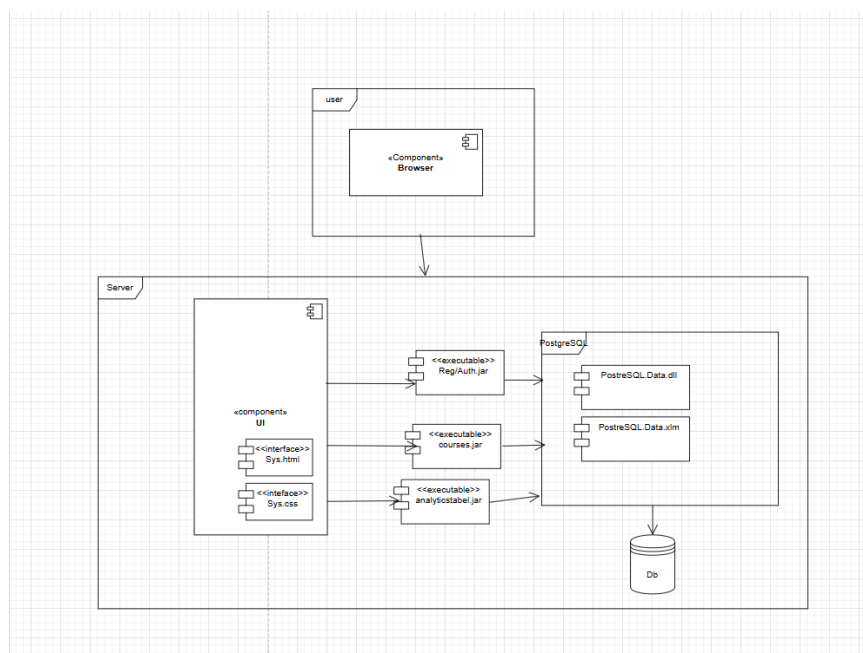 user
«Component»
Browser
Server
«component»
UI
<<interface>>
Sys.html
<<inteface>>
Sys.css
<<executable>>
Reg/Auth.jar
<<executable>>
courses.jar
<<executable>>
analyticstabel.jar
PostgreSQL
PostreSQL.Data.dll
PostreSQL.Data.xlm
Db